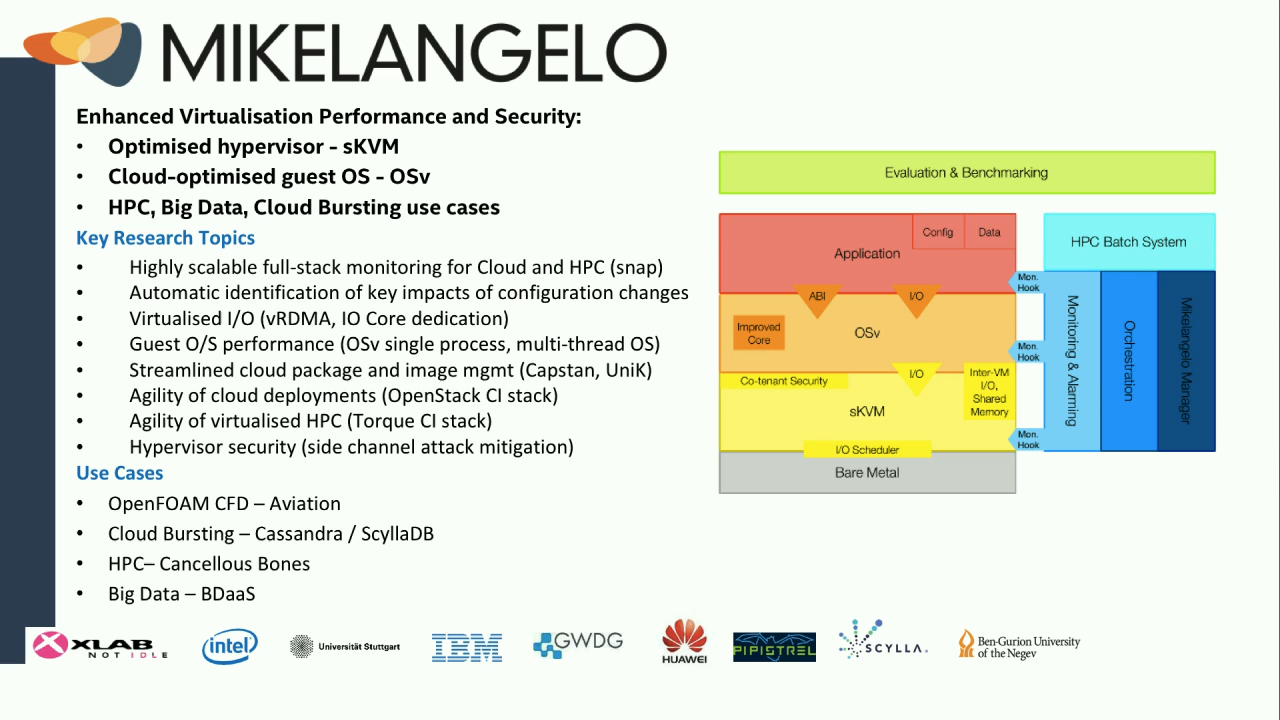 MIKELANGELO
Enhanced Virtualisation Performance and Security:
• Optimised hypervisor - sKVM
• Cloud-optimised guest OS - OSv
• HPC, Big Data, Cloud Bursting use cases
Key Research Topics
• Highly scalable full-stack monitoring for Cloud and HPC (snap)
• Automatic identification of key impacts of configuration changes
• Virtualised I/O (vRDMA, IO Core dedication)
• Guest O/S performance (OSv single process, multi-thread OS)
• Streamlined cloud package and image mgmt (Capstan, UniK)
• Agility of cloud deployments (OpenStack CI stack)
• Agility of virtualised HPC (Torque CI stack)
• Hypervisor security (side channel attack mitigation)
Use Cases
• OpenFOAM CFD – Aviation
• Cloud Bursting – Cassandra / ScyllaDB
• HPC– Cancellous Bones
• Big Data – BDaaS
Evaluation & Benchmarking
Application
Config
Data
HPC Batch System
ABI
I/O
Mon.
Hook
Improved
Core
OSv
Mon.
Hook
I/O
Co-tenant Security
Inter-VM
I/O,
Shared
Memory
sKVM
Mon.
Hook
I/O Scheduler
Bare Metal
Monitoring & Alarming
Orchestration
Mikelangelo Manager
XLAB
NOT IDLE
intel
Universität Stuttgart
IBM
GWDG
HUAWEI
PIPISTREL
SCYLLA.
Ben-Gurion University
of the Negev